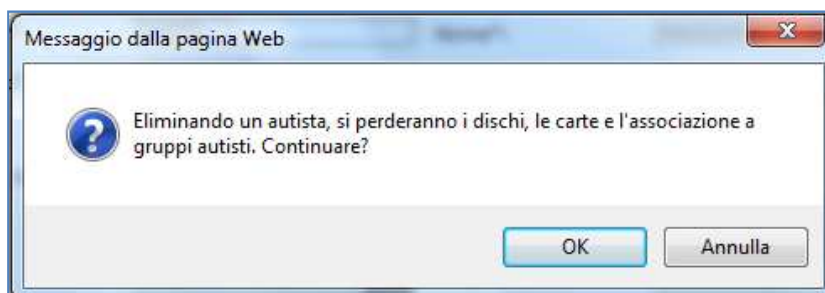 Messaggio dalla pagina Web
Eliminando un autista, si perderanno i dischi, le carte e l'associazione a
gruppi autisti. Continuare?
OK
Annulla